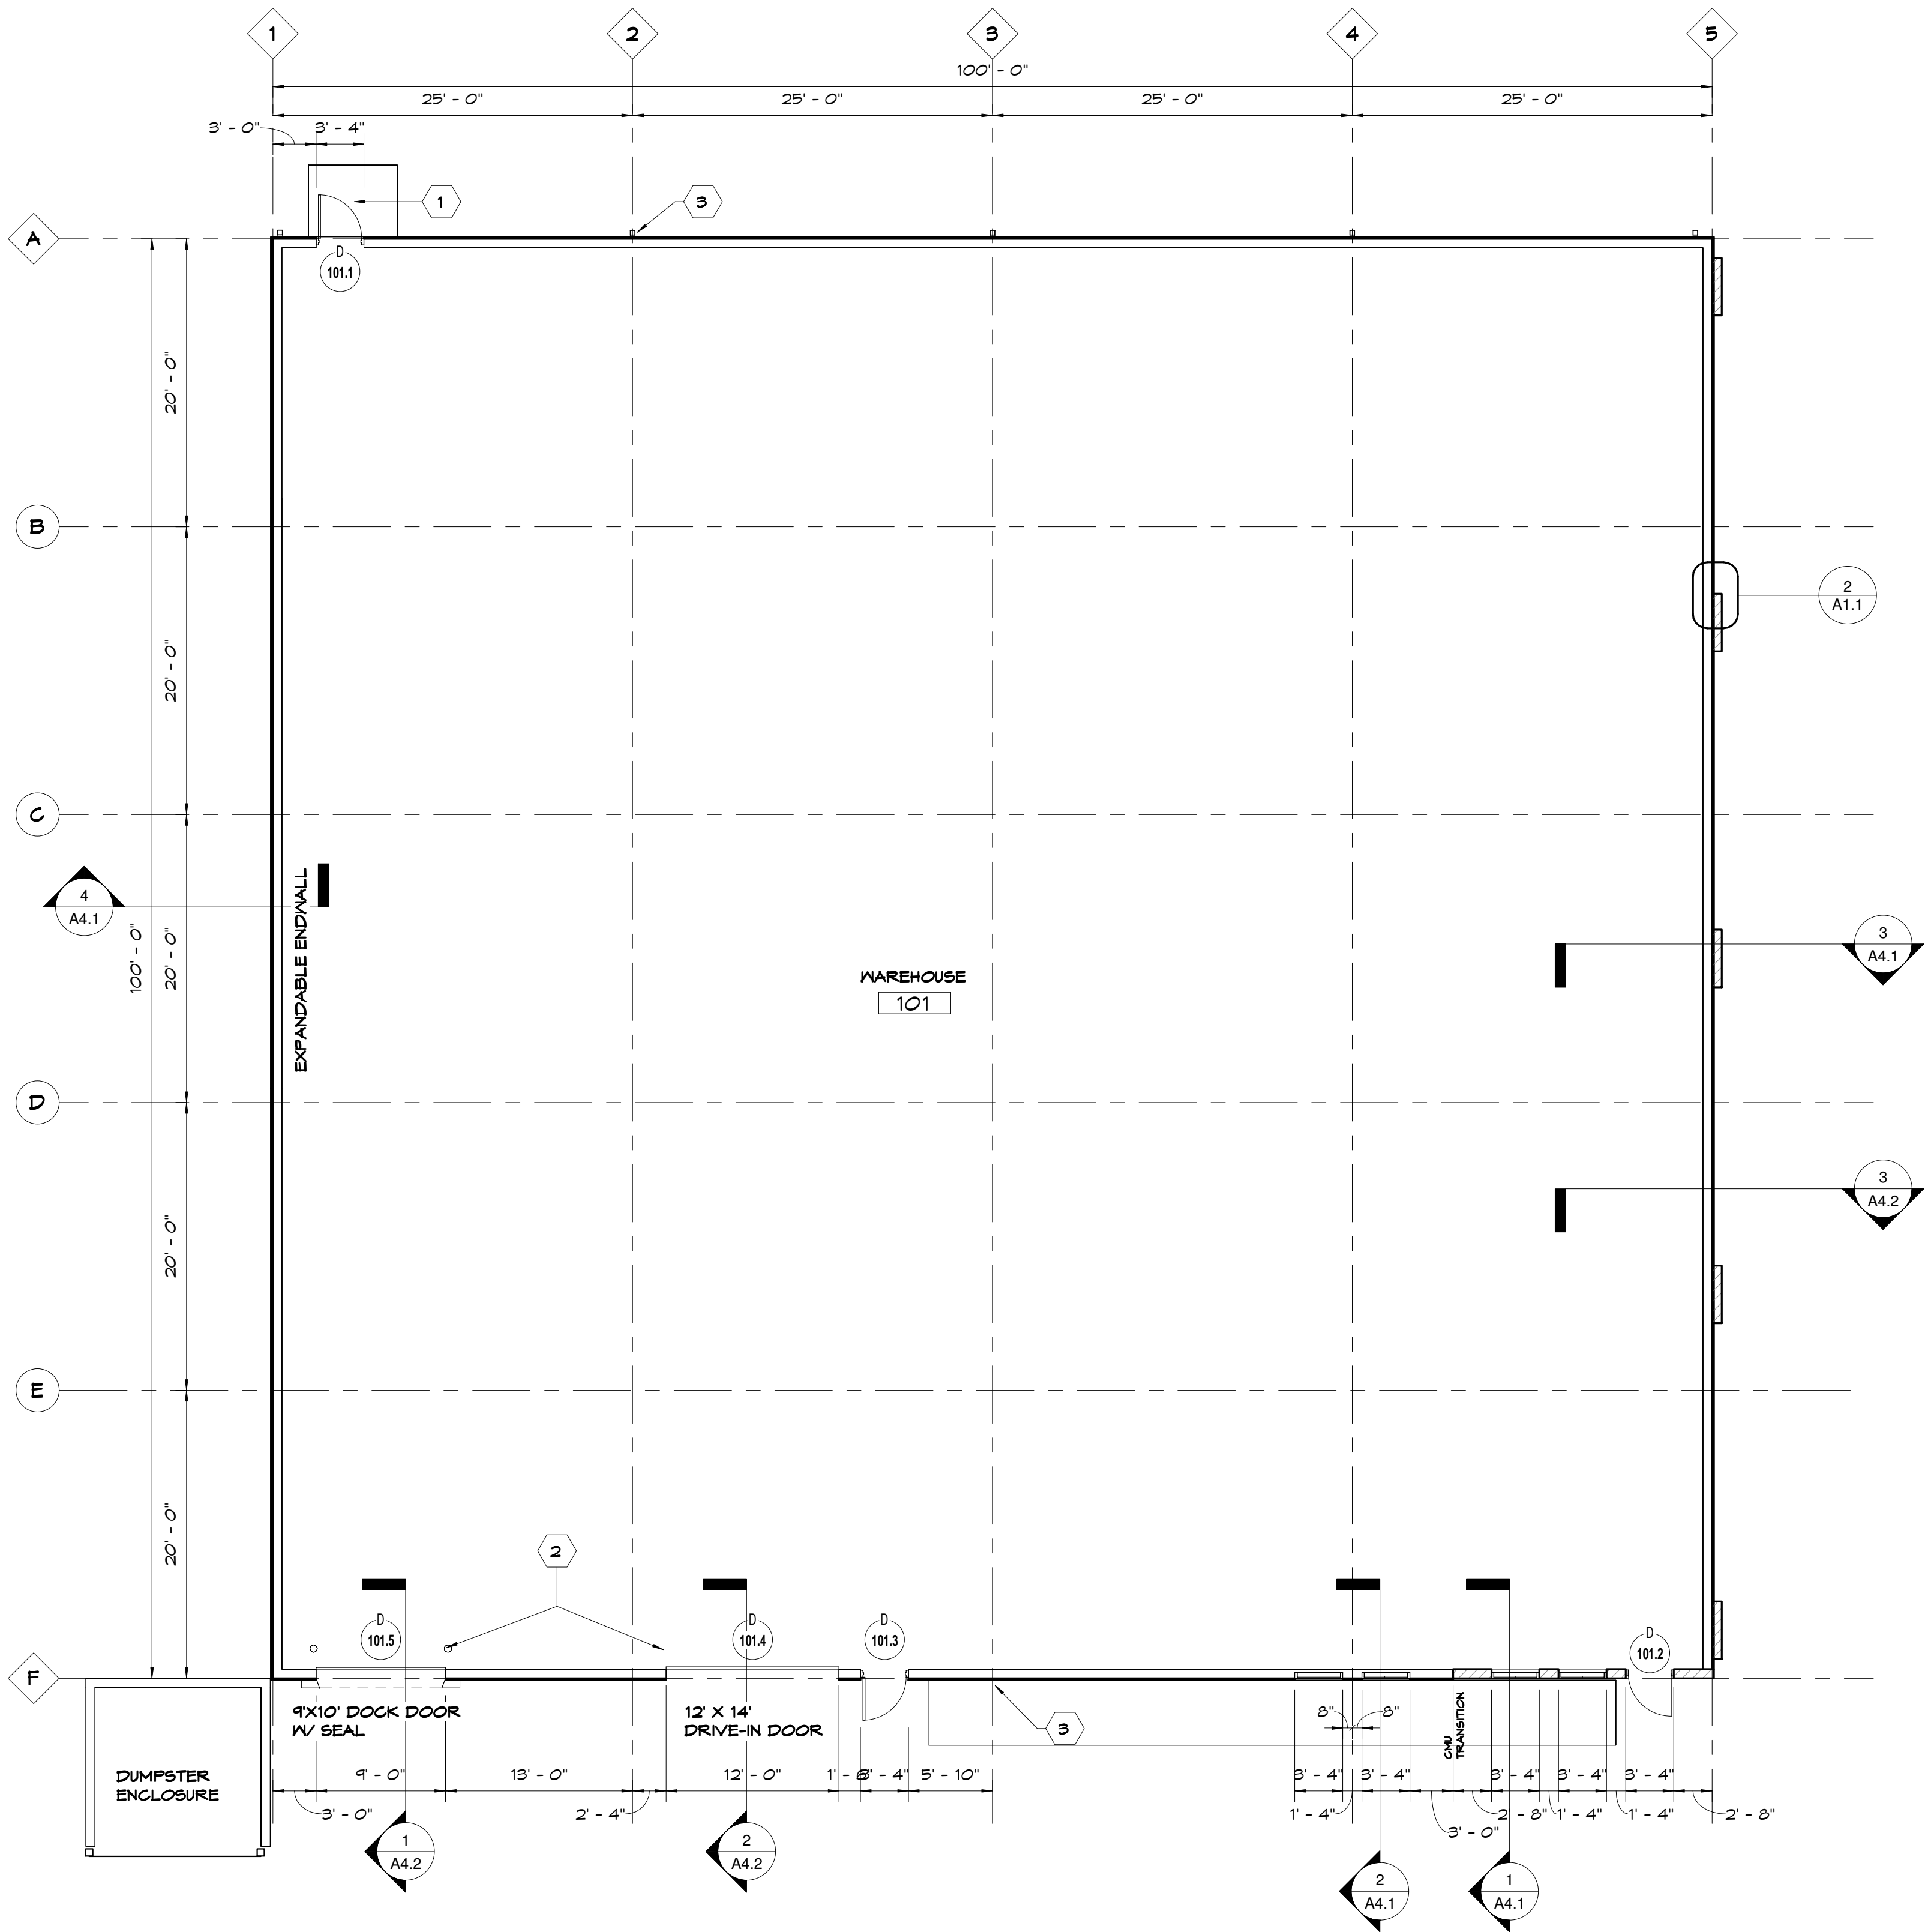 1
2
3
4
5
100' - 0"
25' - 0"
25' - 0"
25' - 0"
25' - 0"
3' - 0"
3' - 4"
1
3
A
D
101.1
20' - 0"
B
2
A1.1
20' - 0"
C
4
A4.1
EXPANDABLE ENDWALL
100' - 0"
20' - 0"
WAREHOUSE
101
3
A4.1
D
20' - 0"
3
A4.2
E
20' - 0"
2
D
101.5
D
101.4
D
101.3
D
101.2
F
9'X10' DOCK DOOR
W/ SEAL
12' X 14'
DRIVE-IN DOOR
3
8"
8"
CMU
TRANSITION
DUMPSTER
ENCLOSURE
9' - 0"
13' - 0"
12' - 0"
1' - 6"
3' - 4"
5' - 10"
3' - 4"
3' - 4"
3' - 4"
3' - 4"
3' - 4"
3' - 0"
2' - 4"
1' - 4"
3' - 0"
2' - 8"
1' - 4"
1' - 4"
2' - 8"
1
A4.2
2
A4.2
2
A4.1
1
A4.1